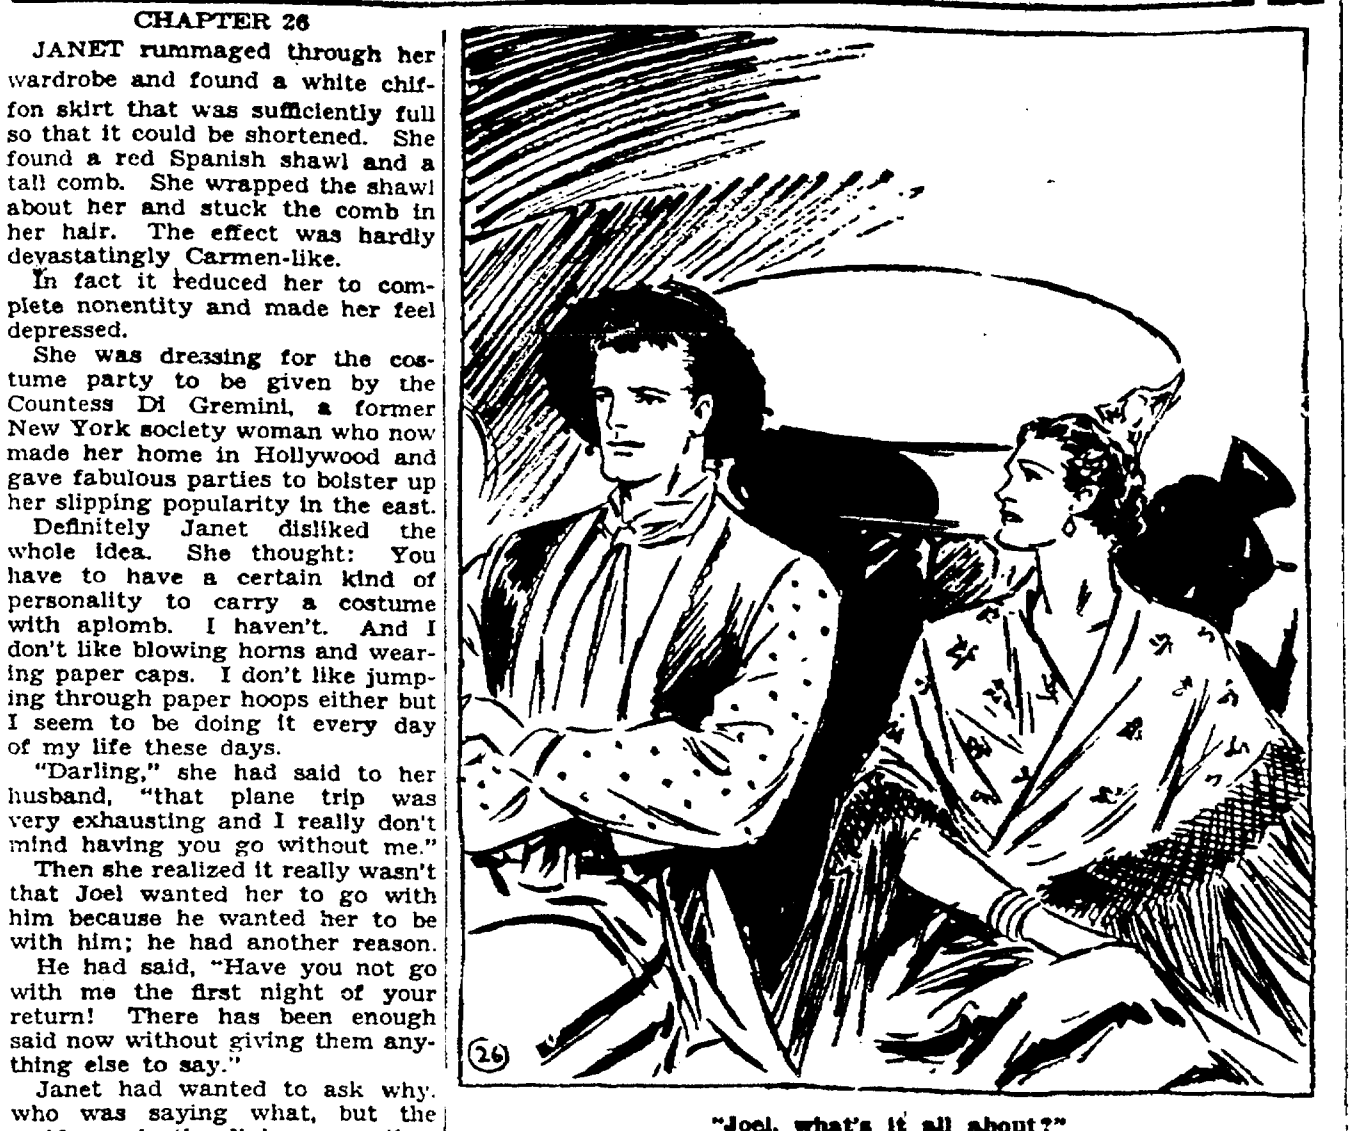 CHAPTER 26
JANET rummaged through her
wardrobe and found a white chif-
fon skirt that was sufficiently full
so that it could be shortened. She
found a red Spanish shawl and a
tall comb. She wrapped the shawl
about her and stuck the comb in
her hair. The effect was hardly
devastatingly Carmen-like.
In fact it reduced her to com-
plete nonentity and made her feel
depressed.
She was dressing for the cos-
tume party to be given by the
Countess Di Gremini, a former
New York society woman who now
made her home in Hollywood and
gave fabulous parties to bolster up
her slipping popularity in the east.
Definitely Janet disliked the
whole idea. She thought: You
have to have a certain kind of
personality to carry a costume
with aplomb. I haven't. And I
don't like blowing horns and wear-
ing paper caps. I don't like jump-
ing through paper hoops either but
I seem to be doing it every day
of my life these days.
"Darling," she had said to her
husband, "that plane trip was
very exhausting and I really don't
mind having you go without me."
Then she realized it really wasn't
that Joel wanted her to go with
him because he wanted her to be
with him; he had another reason.
He had said, "Have you not go
with me the first night of your
return! There has been enough
said now without giving them any-
thing else to say."
Janet had wanted to ask why.
who was saying what, but the
26
"Joel, what's it all about?"